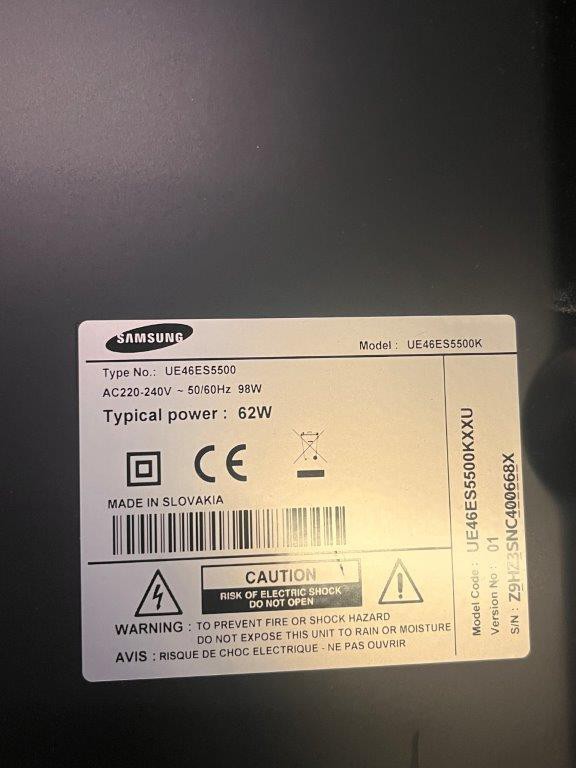 SAMSUNG
Model : UE46ES5500K
Type No.: UE46ES5500
AC220-240V ~ 50/60Hz 98W
Typical power : 62W
CE
MADE IN SLOVAKIA
CAUTION
RISK OF ELECTRIC SHOCK
DO NOT OPEN
WARNING : TO PREVENT FIRE OR SHOCK HAZARD
DO NOT EXPOSE THIS UNIT TO RAIN OR MOISTURE
AVIS : RISQUE DE CHOC ELECTRIQUE - NE PAS OUVRIR
Model Code : UE46ES5500KXXU
Version No : 01
S/N : Z9HZ3SNC400668X